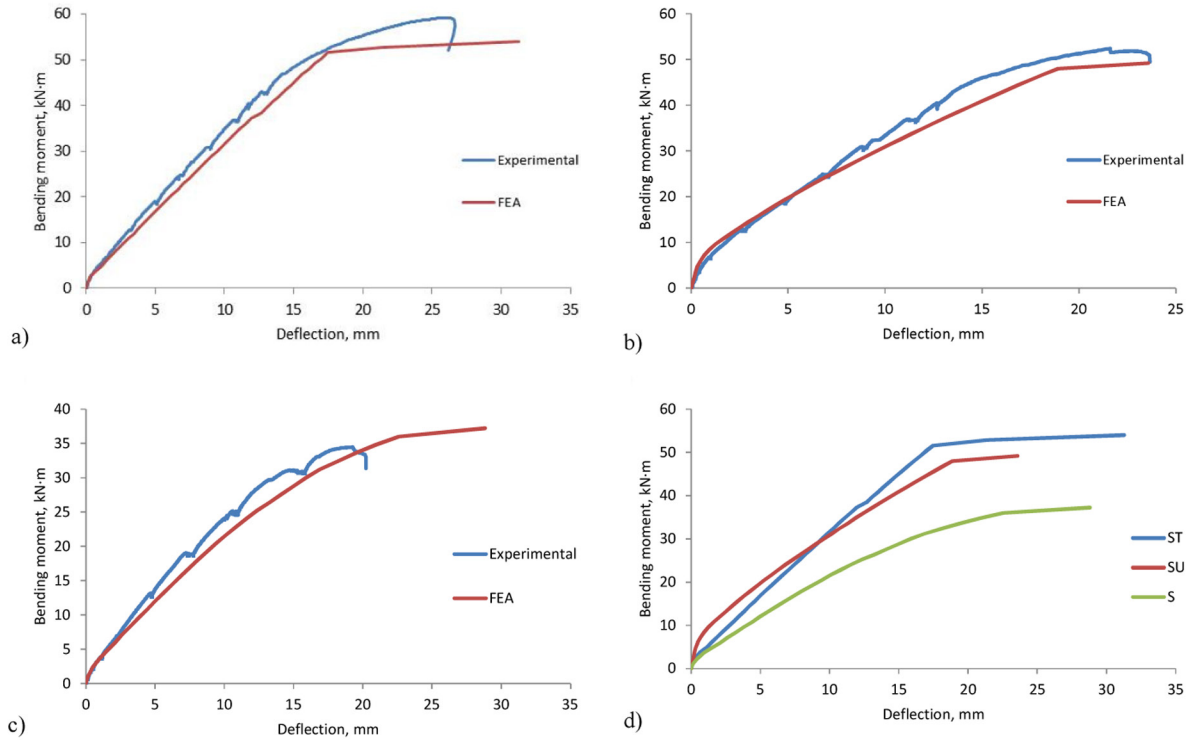 60
50
40
30
20
10
0
Bending moment, kN·m
Experimental
FEA
0 5 10 15 20 25 30 35
Deflection, mm
a)
60
50
40
30
20
10
0
Bending moment, kN·m
Experimental
FEA
0 5 10 15 20 25
Deflection, mm
b)
40
35
30
25
20
15
10
5
0
Bending moment, kN·m
Experimental
FEA
0 5 10 15 20 25 30 35
Deflection, mm
c)
60
50
40
30
20
10
0
Bending moment, kN·m
ST
SU
S
0 5 10 15 20 25 30 35
Deflection, mm
d)